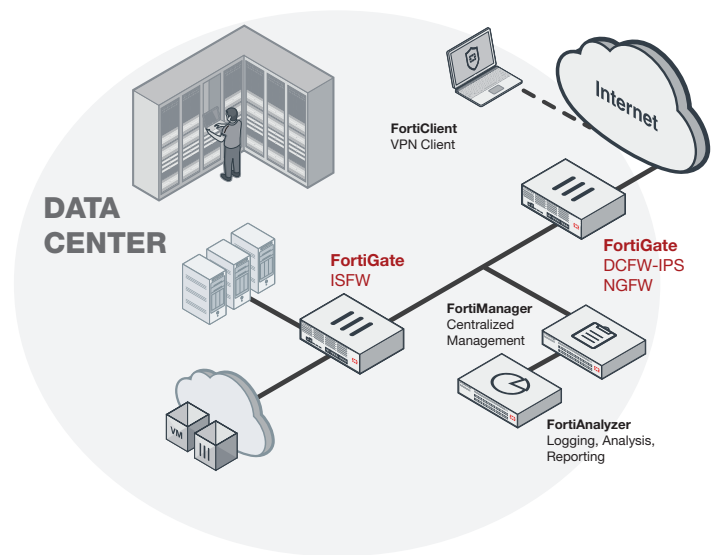 Internet
FortiClient
VPN Client
DATA
CENTER
FortiGate
DCFW-IPS
NGFW
FortiGate
ISFW
FortiManager
Centralized
Management
FortiAnalyzer
Logging, Analysis,
Reporting
VM